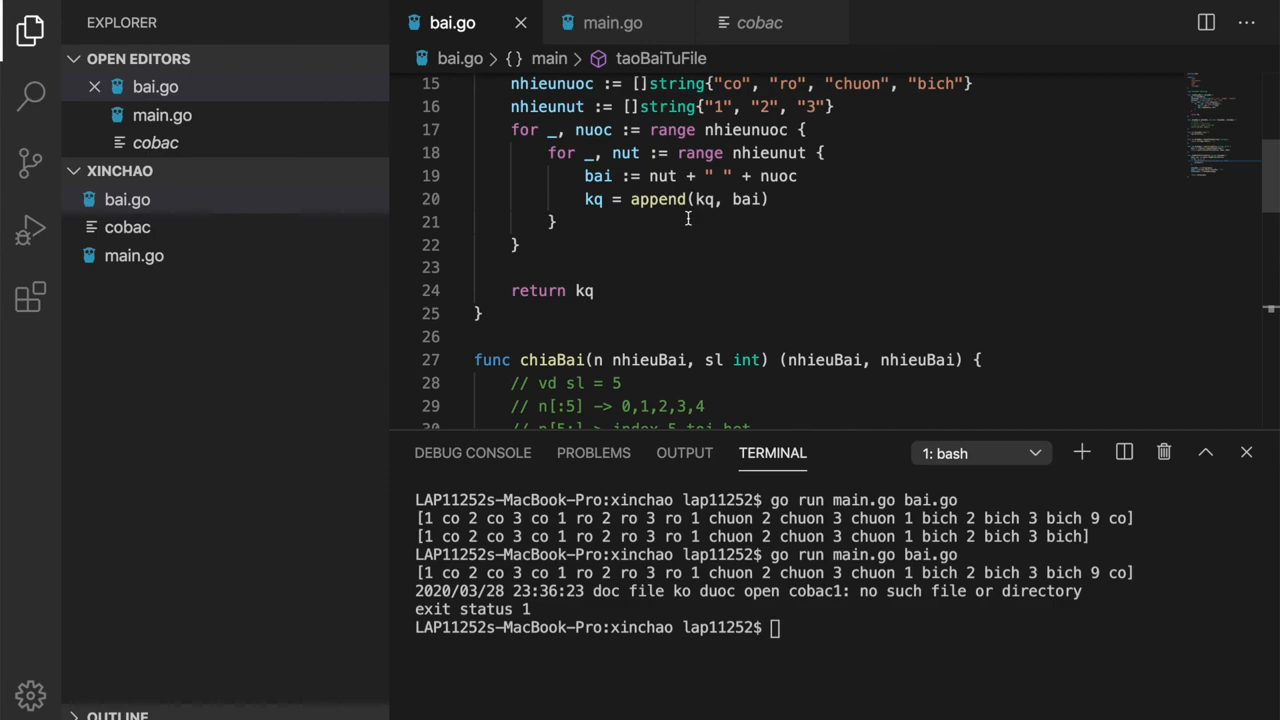 EXPLORER
OPEN EDITORS
bai.go
main.go
cobac
XINCHAO
bai.go
cobac
main.go
OUTLINE
bai.go
main.go
cobac
bai.go {} main taoBaiTuFile
15 nhieunuoc := []string{"co", "ro", "chuon", "bich"}
16 nhieunut := []string{"1", "2", "3"}
17 for _, nuoc := range nhieunuoc {
18 for _, nut := range nhieunut {
19 bai := nut + " " + nuoc
20 kq = append(kq, bai)
21 }
22 }
23
24 return kq
25 }
26
27 func chiaBai(n nhieuBai, sl int) (nhieuBai, nhieuBai) {
28 // vd sl = 5
29 // n[:5] -> 0,1,2,3,4
30 // n[5:] > index 5 toi het
DEBUG CONSOLE PROBLEMS OUTPUT TERMINAL 1: bash
LAP11252s-MacBook-Pro:xinchao lap11252$ go run main.go bai.go
[1 co 2 co 3 co 1 ro 2 ro 3 ro 1 chuon 2 chuon 3 chuon 1 bich 2 bich 3 bich 9 co]
[1 co 2 co 3 co 1 ro 2 ro 3 ro 1 chuon 2 chuon 3 chuon 1 bich 2 bich 3 bich]
LAP11252s-MacBook-Pro:xinchao lap11252$ go run main.go bai.go
[1 co 2 co 3 co 1 ro 2 ro 3 ro 1 chuon 2 chuon 3 chuon 1 bich 2 bich 3 bich 9 co]
2020/03/28 23:36:23 doc file ko duoc open cobac1: no such file or directory
exit status 1
LAP11252s-MacBook-Pro:xinchao lap11252$